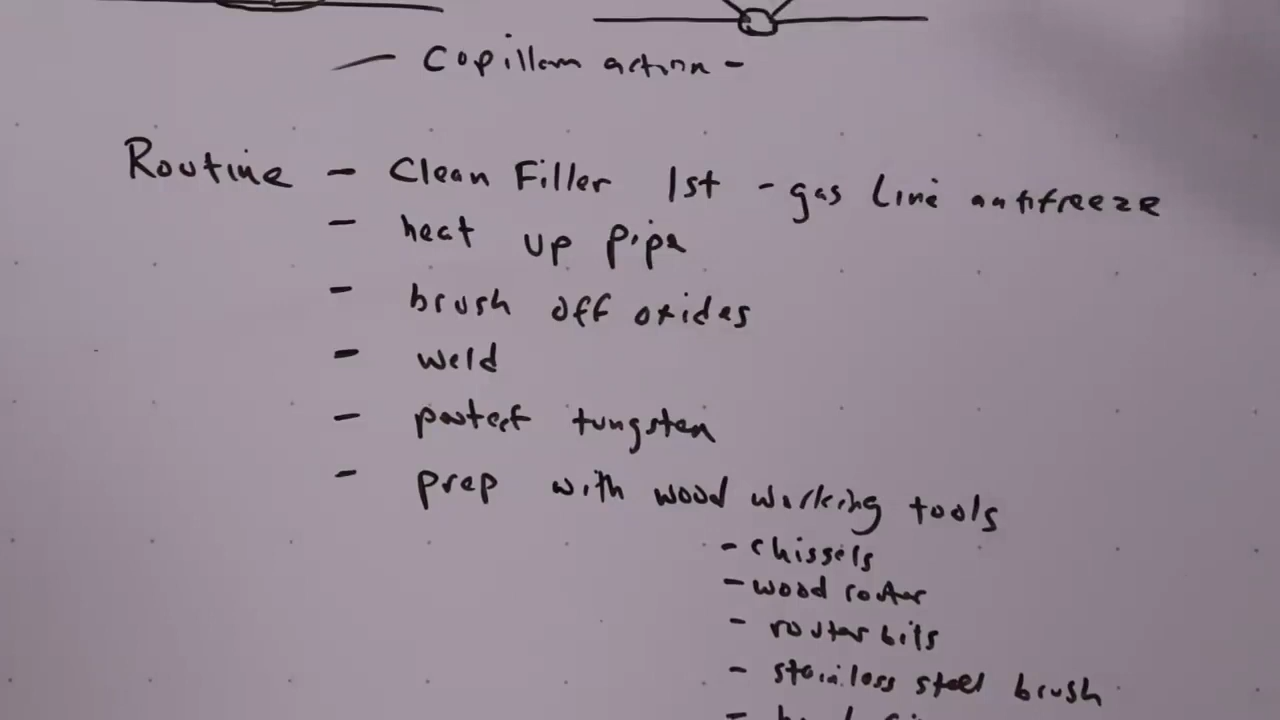 — Copillam action -
Routine - Clean Filler 1st - gas Line antifreeze
- heat up pipe
- brush off oxides
- weld
- protect tungsten
- prep with wood working tools
- chissels
- wood router
- router bits
- stainless steel brush